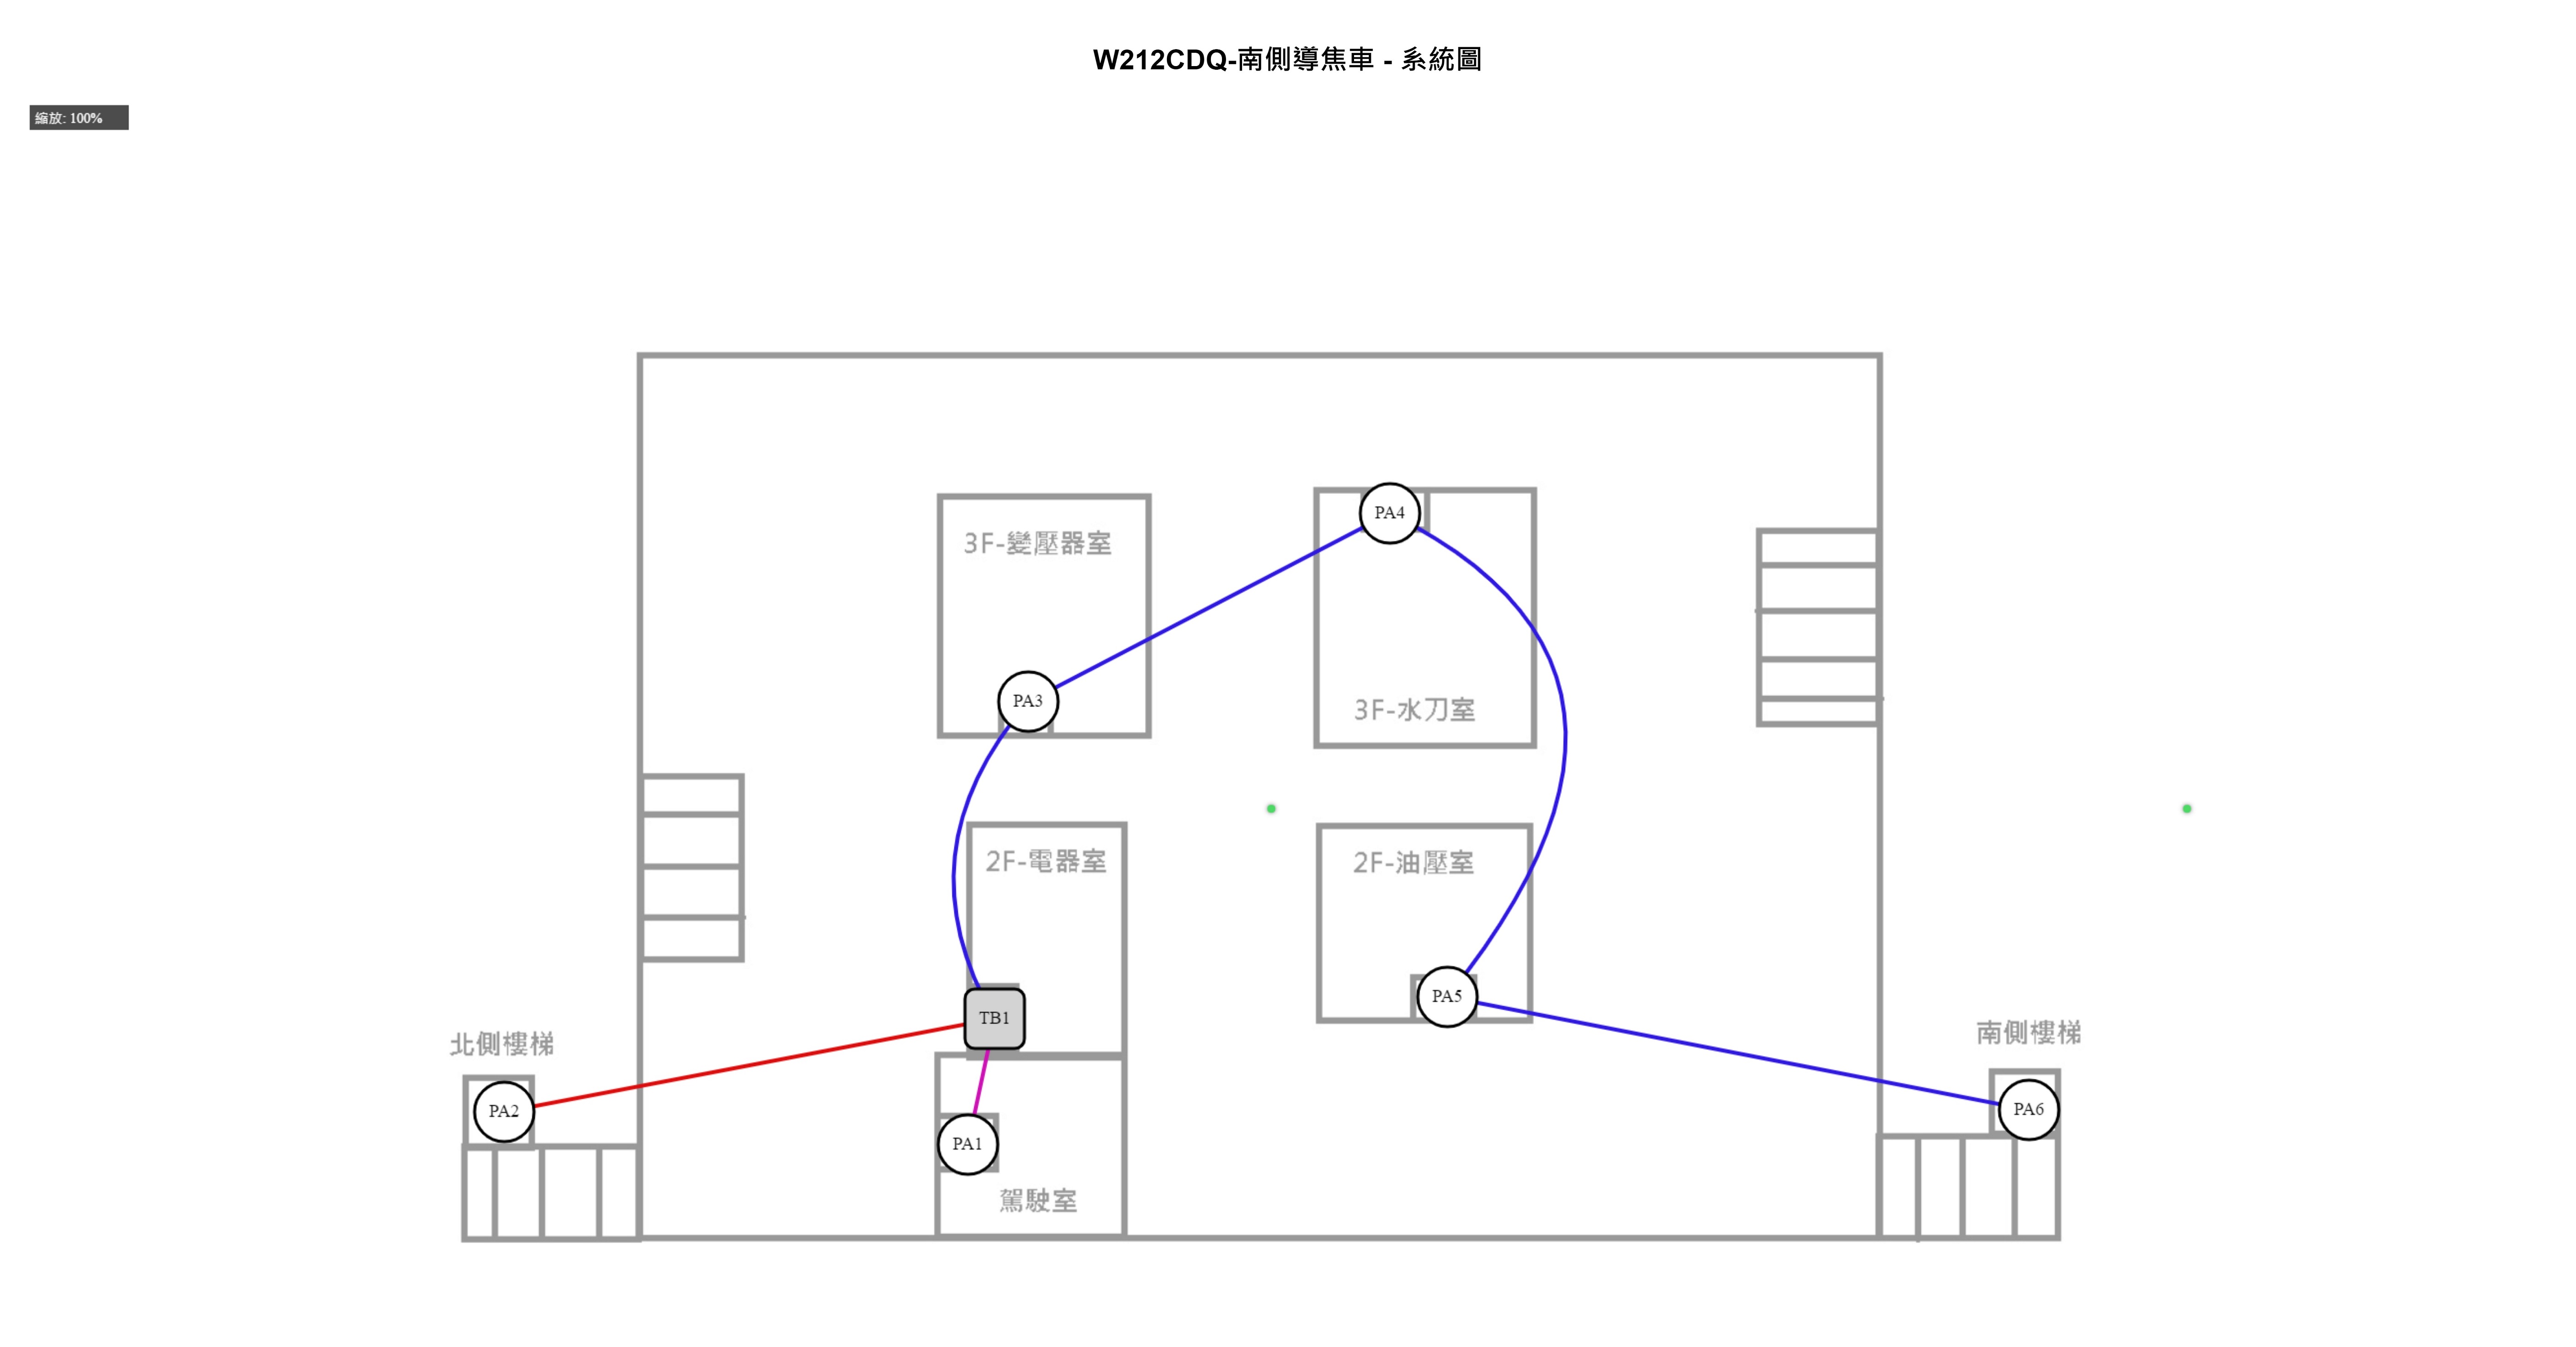 W212CDQ-南側導焦車 - 系統圖
縮放: 100%
PA4
3F-變壓器室
PA3
3F-水刀室
2F-電器室
2F-油壓室
PA5
TB1
北側樓梯
南側樓梯
PA2
PA6
PA1
駕駛室